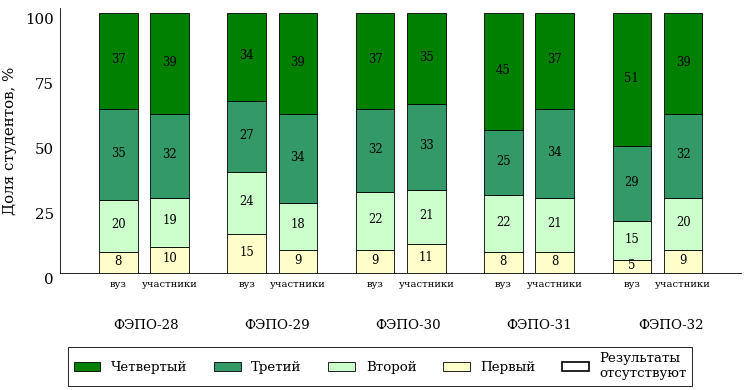 Доля студентов, %
100
75
50
25
0
37 39 34 39 37 35 45 37 51 39
35 32 27 34 32 33 25 34 29 32
20 19 24 18 22 21 22 21 15 20
8 10 15 9 9 11 8 8 5 9
вуз участники вуз участники вуз участники вуз участники вуз участники
ФЭПО-28 ФЭПО-29 ФЭПО-30 ФЭПО-31 ФЭПО-32
Четвертый Третий Второй Первый Результаты
отсутствуют